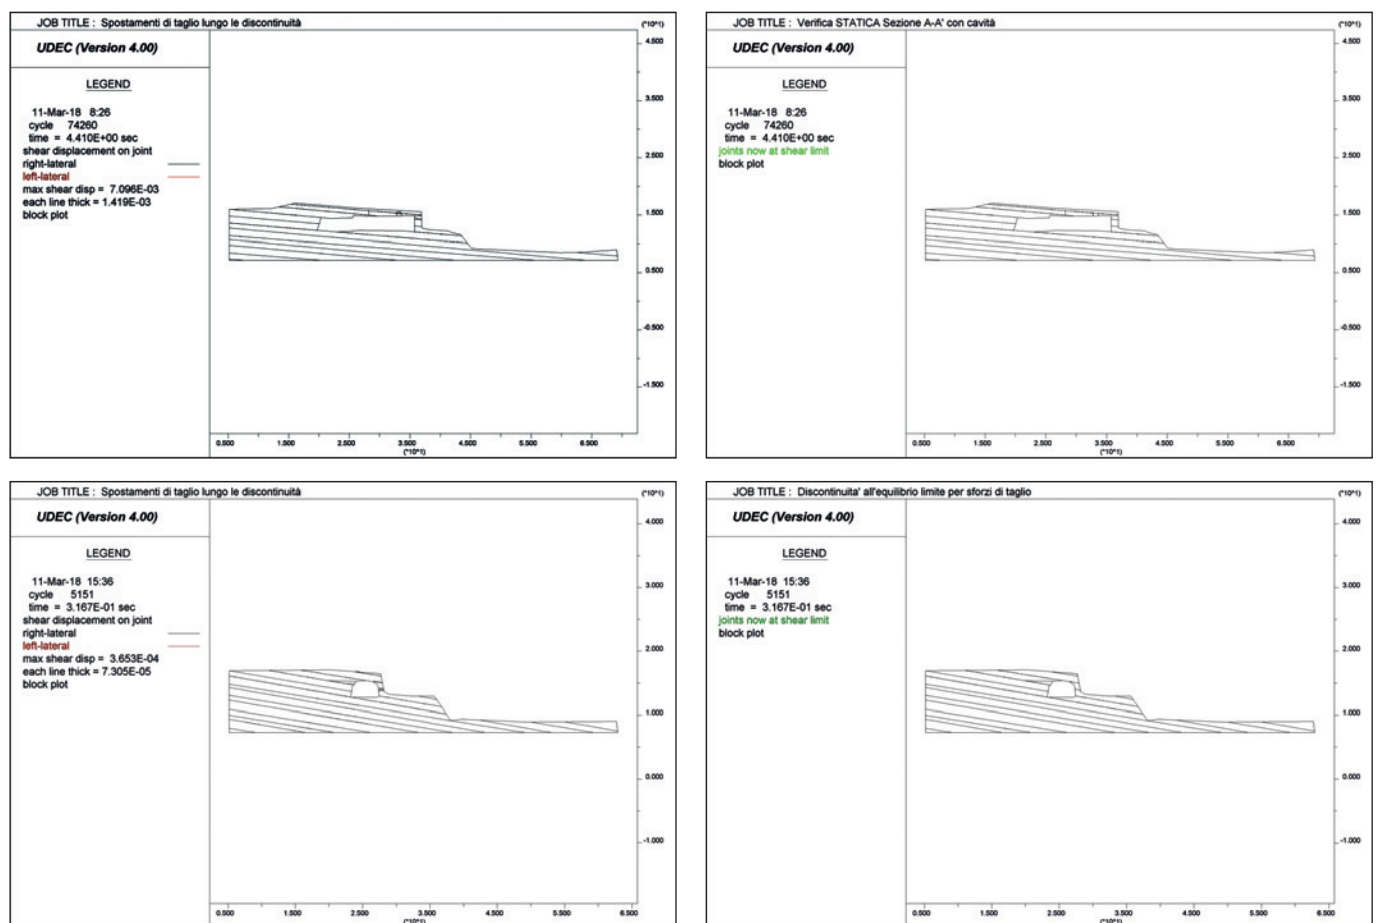 JOB TITLE : Spostamenti di taglio lungo le discontinuità
(*10^1)
UDEC (Version 4.00)
LEGEND
11-Mar-18 8:26
cycle 74260
time = 4.410E+00 sec
shear displacement on joint
right-lateral
left-lateral
max shear disp = 7.096E-03
each line thick = 1.419E-03
block plot
4.500
3.500
2.500
1.500
0.500
-0.500
-1.500
0.500 1.500 2.500 3.500 4.500 5.500 6.500
(*10^1)
JOB TITLE : Verifica STATICA Sezione A-A' con cavità
(*10^1)
UDEC (Version 4.00)
LEGEND
11-Mar-18 8:26
cycle 74260
time = 4.410E+00 sec
joints now at shear limit
block plot
4.500
3.500
2.500
1.500
0.500
-0.500
-1.500
0.500 1.500 2.500 3.500 4.500 5.500 6.500
(*10^1)
JOB TITLE : Spostamenti di taglio lungo le discontinuità
(*10^1)
UDEC (Version 4.00)
LEGEND
11-Mar-18 15:36
cycle 5151
time = 3.167E-01 sec
shear displacement on joint
right-lateral
left-lateral
max shear disp = 3.653E-04
each line thick = 7.305E-05
block plot
4.000
3.000
2.000
1.000
0.000
-1.000
0.500 1.500 2.500 3.500 4.500 5.500 6.500
(*10^1)
JOB TITLE : Discontinuita' all'equilibrio limite per sforzi di taglio
(*10^1)
UDEC (Version 4.00)
LEGEND
11-Mar-18 15:36
cycle 5151
time = 3.167E-01 sec
joints now at shear limit
block plot
4.000
3.000
2.000
1.000
0.000
-1.000
0.500 1.500 2.500 3.500 4.500 5.500 6.500
(*10^1)